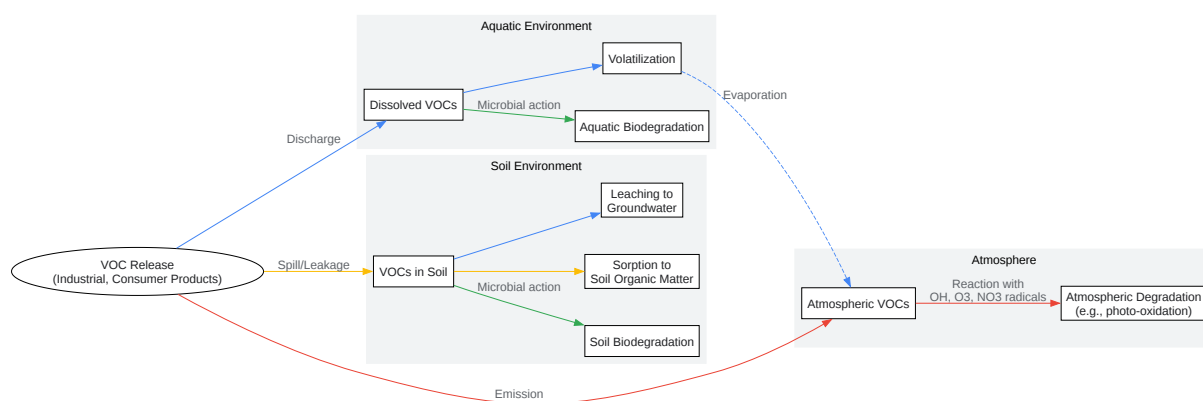 Aquatic Environment
Volatilization
Evaporation
Dissolved VOCs
Microbial action
Aquatic Biodegradation
Discharge
Soil Environment
Leaching to
Groundwater
VOC Release
(Industrial, Consumer Products)
Spill/Leakage
VOCs in Soil
Sorption to
Soil Organic Matter
Microbial action
Soil Biodegradation
Atmosphere
Atmospheric VOCs
Reaction with
OH, O3, NO3 radicals
Atmospheric Degradation
(e.g., photo-oxidation)
Emission